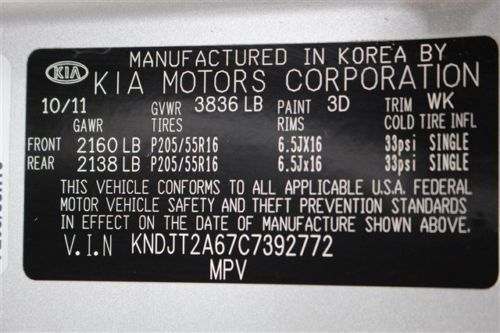 MANUFACTURED IN KOREA BY
KIA KIA MOTORS CORPORATION
10/11 GVWR 3836 LB PAINT 3D TRIM WK
GAWR TIRES RIMS COLD TIRE INFL
FRONT 2160 LB P205/55R16 6.5JX16 33psi SINGLE
REAR 2138 LB P205/55R16 6.5Jx16 33psi SINGLE
THIS VEHICLE CONFORMS TO ALL APPLICABLE U.S.A. FEDERAL
MOTOR VEHICLE SAFETY AND THEFT PREVENTION STANDARDS
IN EFFECT ON THE DATE OF MANUFACTURE SHOWN ABOVE.
V.I.N KNDJT2A67C7392772
MPV